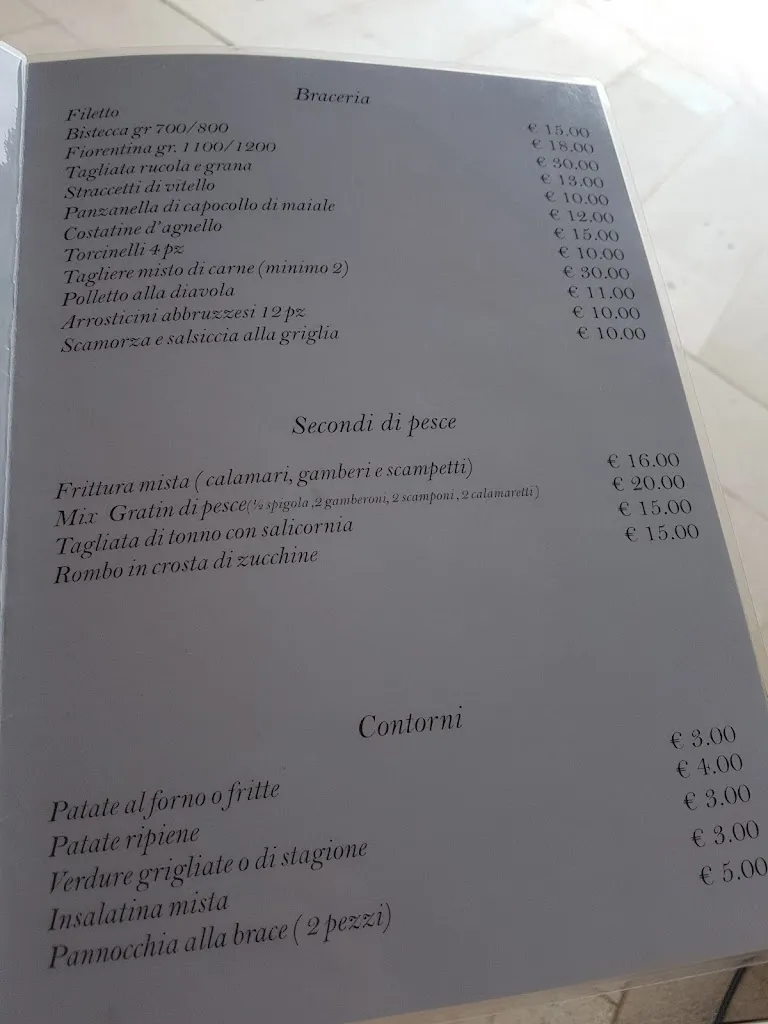 Braceria
Filetto € 15.00
Bistecca gr 700/800 € 18.00
Fiorentina gr. 1100/1200 € 30.00
Tagliata rucola e grana € 13.00
Straccetti di vitello € 10.00
Panzanella di capocollo di maiale € 12.00
Costatine d'agnello € 15.00
Torcinelli 4 pz € 10.00
Tagliere misto di carne (minimo 2) € 30.00
Polletto alla diavola € 11.00
Arrosticini abbruzzesi 12 pz € 10.00
Scamorza e salsiccia alla griglia € 10.00
Secondi di pesce
Frittura mista ( calamari, gamberi e scampetti) € 16.00
Mix Gratin di pesce(½ spigola ,2 gamberoni, 2 scamponi , 2 calamaretti ) € 20.00
Tagliata di tonno con salicornia € 15.00
Rombo in crosta di zucchine € 15.00
Contorni
Patate al forno o fritte € 3.00
Patate ripiene € 4.00
Verdure grigliate o di stagione € 3.00
Insalatina mista € 3.00
Pannocchia alla brace ( 2 pezzi) € 5.00